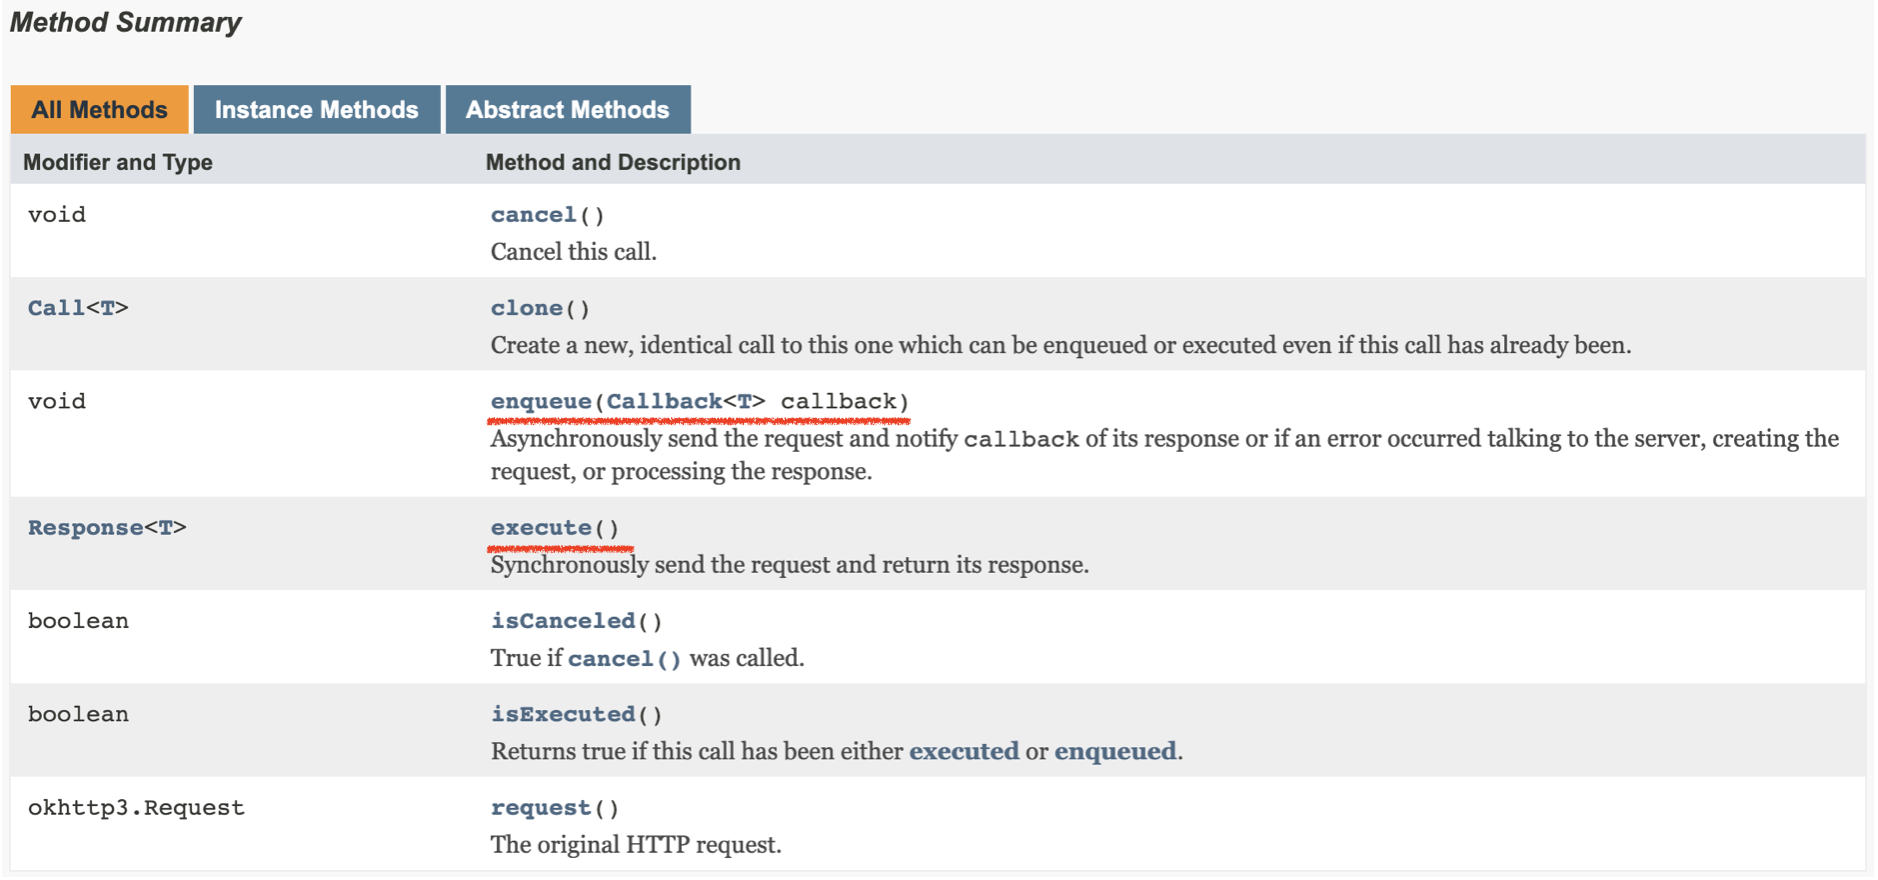 Method Summary
All Methods Instance Methods Abstract Methods
Modifier and Type Method and Description
void cancel()
Cancel this call.
Call<T> clone()
Create a new, identical call to this one which can be enqueued or executed even if this call has already been.
void enqueue(Callback<T> callback)
Asynchronously send the request and notify callback of its response or if an error occurred talking to the server, creating the
request, or processing the response.
Response<T> execute()
Synchronously send the request and return its response.
boolean isCanceled()
True if cancel() was called.
boolean isExecuted()
Returns true if this call has been either executed or enqueued.
okhttp3.Request request()
The original HTTP request.